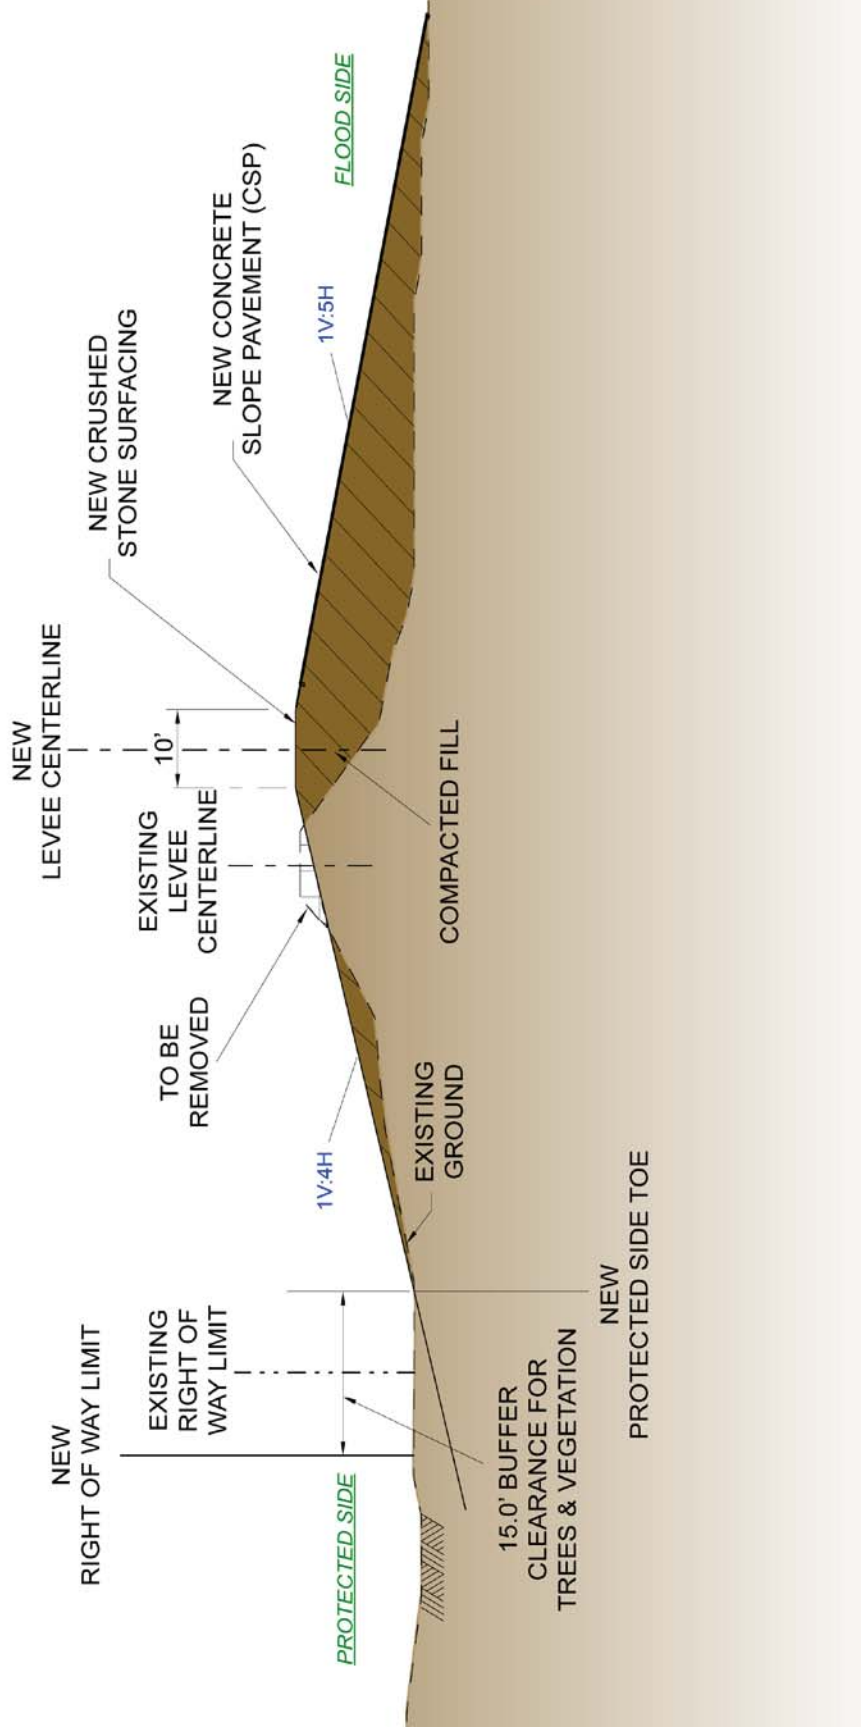 NEW
RIGHT OF WAY LIMIT
EXISTING
RIGHT OF
WAY LIMIT
PROTECTED SIDE
15.0' BUFFER
CLEARANCE FOR
TREES & VEGETATION
NEW
PROTECTED SIDE TOE
1V:4H
EXISTING
GROUND
TO BE
REMOVED
EXISTING
LEVEE
CENTERLINE
NEW
LEVEE CENTERLINE
10'
COMPACTED FILL
NEW CRUSHED
STONE SURFACING
NEW CONCRETE
SLOPE PAVEMENT (CSP)
1V:5H
FLOOD SIDE